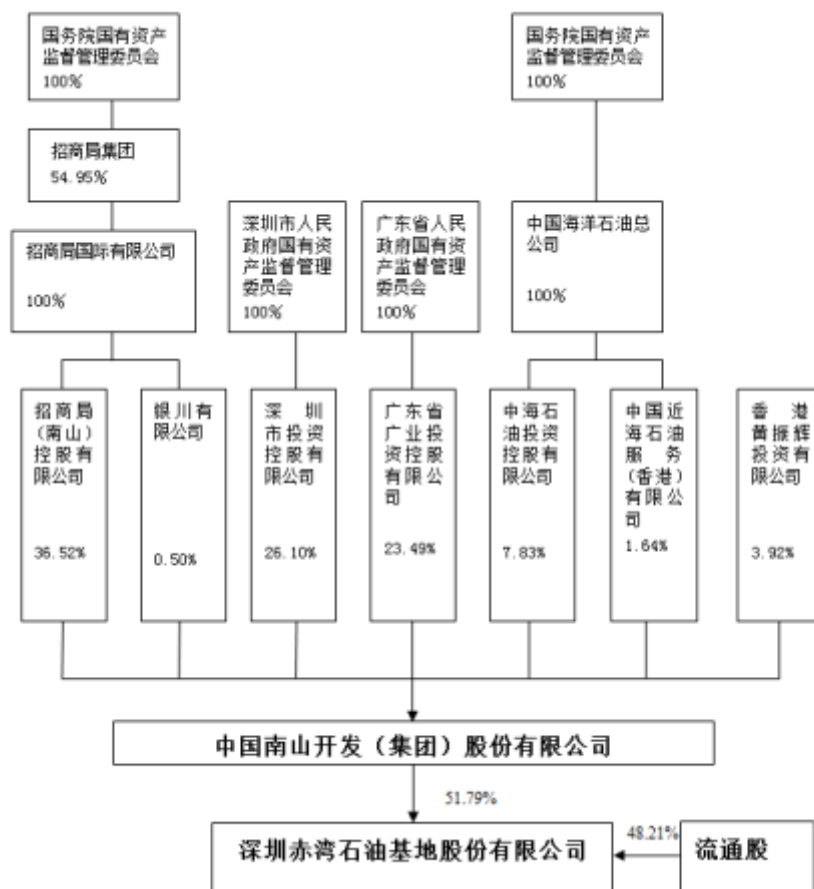 国务院国有资产
监督管理委员会
100%
国务院国有资产
监督管理委员会
100%
招商局集团
54.95%
招商局国际有限公司
100%
深圳市人民
政府国有资
产监督管理
委员会
100%
广东省人民
政府国有资
产监督管理
委员会
100%
中国海洋石油总
公司
100%
招商局
（南山）
控股有
限公司
36.52%
银川有
限公司
0.50%
深圳
市投资
控股有
限公司
26.10%
广东省
广业投
资控股
有限公
司
23.49%
中海石
油投资
控股有
限公司
7.83%
中国近
海石油
服务
（香港）
有限公
司
1.64%
香港
黄振辉
投资有
限公司
3.92%
中国南山开发（集团）股份有限公司
51.79%
深圳赤湾石油基地股份有限公司
48.21%
流通股